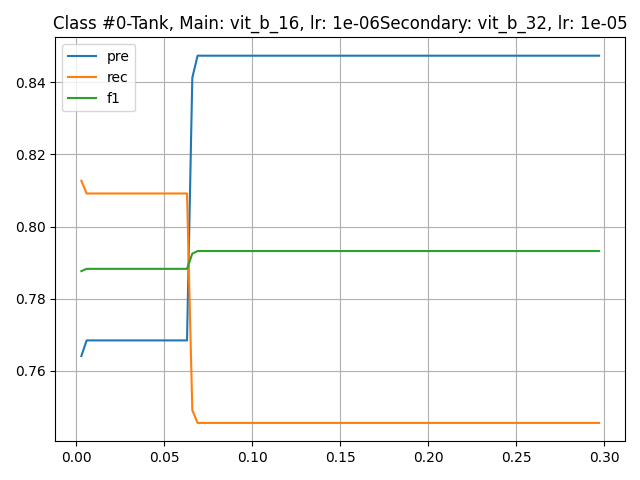 Class #0-Tank, Main: vit_b_16, lr: 1e-06Secondary: vit_b_32, lr: 1e-05
pre
rec
f1
0.84
0.82
0.80
0.78
0.76
0.00 0.05 0.10 0.15 0.20 0.25 0.30